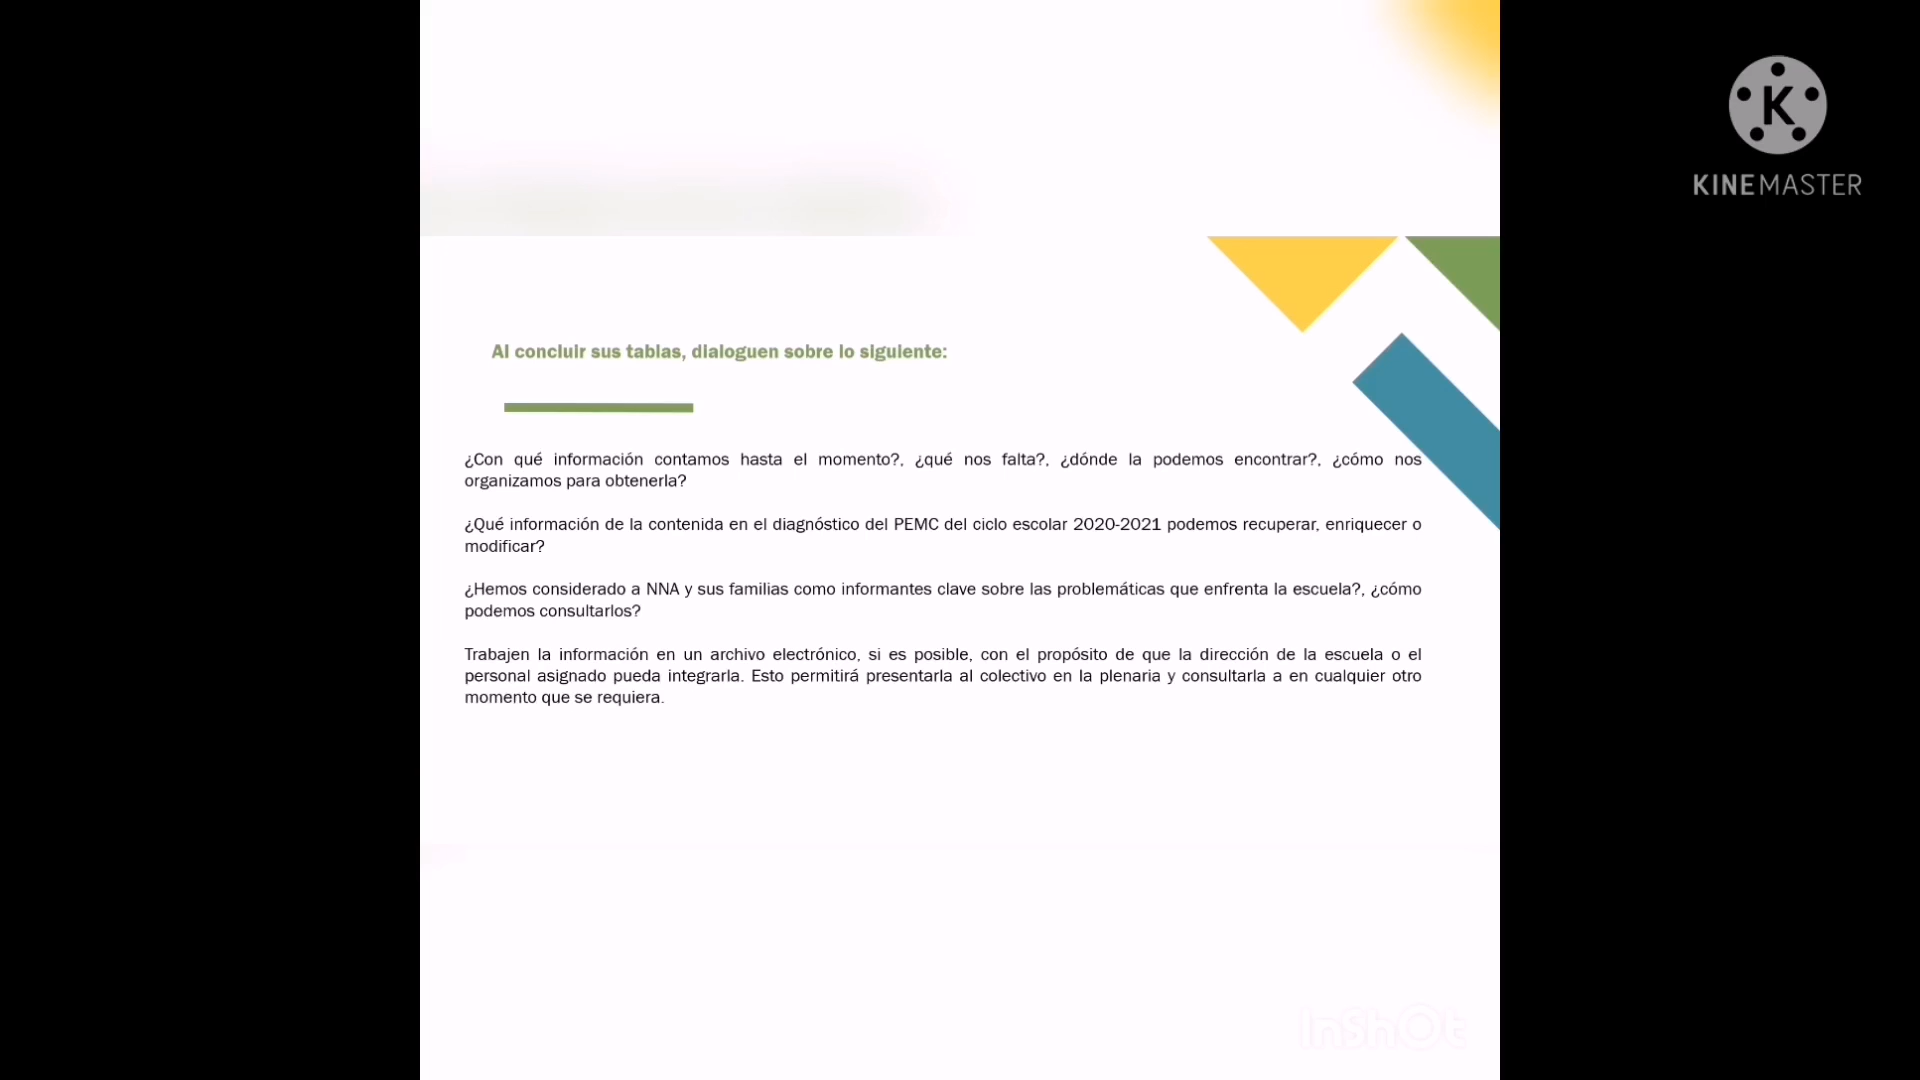 KINEMASTER
Al concluir sus tablas, dialoguen sobre lo siguiente:
¿Con qué información contamos hasta el momento?, ¿qué nos falta?, ¿dónde la podemos encontrar?, ¿cómo nos
organizamos para obtenerla?
¿Qué información de la contenida en el diagnóstico del PEMC del ciclo escolar 2020-2021 podemos recuperar, enriquecer o
modificar?
¿Hemos considerado a NNA y sus familias como informantes clave sobre las problemáticas que enfrenta la escuela?, ¿cómo
podemos consultarlos?
Trabajen la información en un archivo electrónico, si es posible, con el propósito de que la dirección de la escuela o el
personal asignado pueda integrarla. Esto permitirá presentarla al colectivo en la plenaria y consultarla a en cualquier otro
momento que se requiera.
InShOt